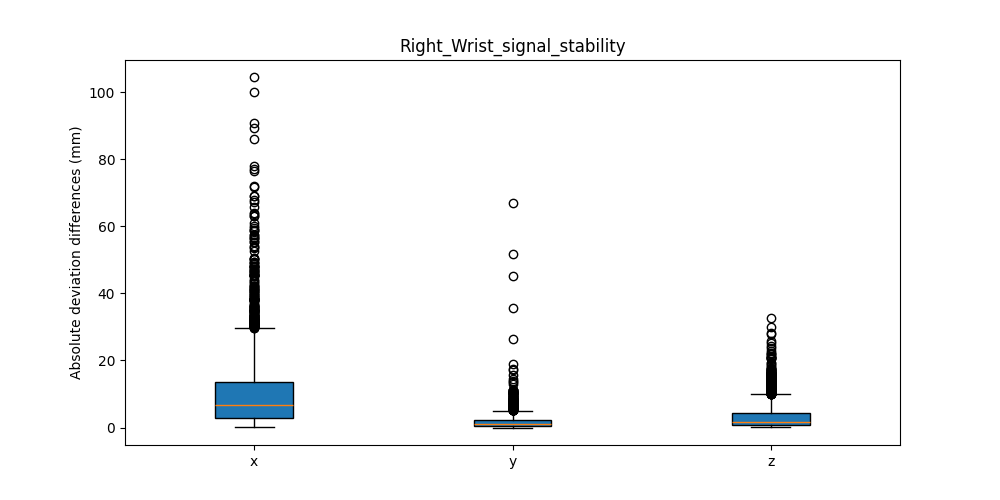 Right_Wrist_signal_stability
Absolute deviation differences (mm)
100
80
60
40
20
0
x
y
z